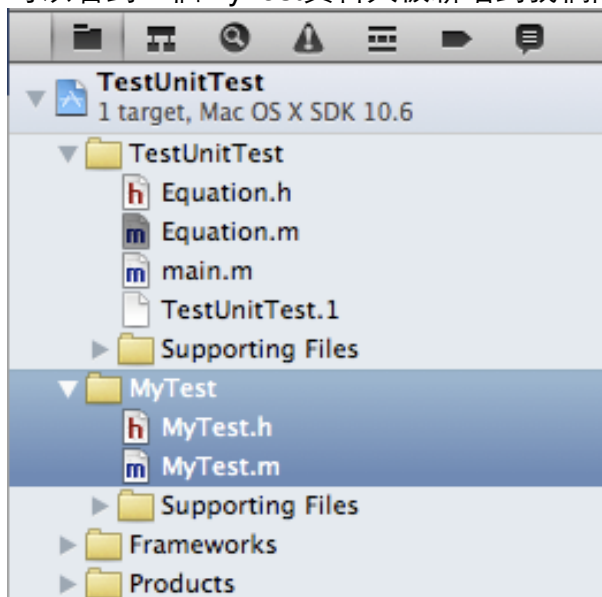 TestUnitTest
1 target, Mac OS X SDK 10.6
TestUnitTest
h Equation.h
m Equation.m
m main.m
TestUnitTest.1
Supporting Files
MyTest
h MyTest.h
m MyTest.m
Supporting Files
Frameworks
Products